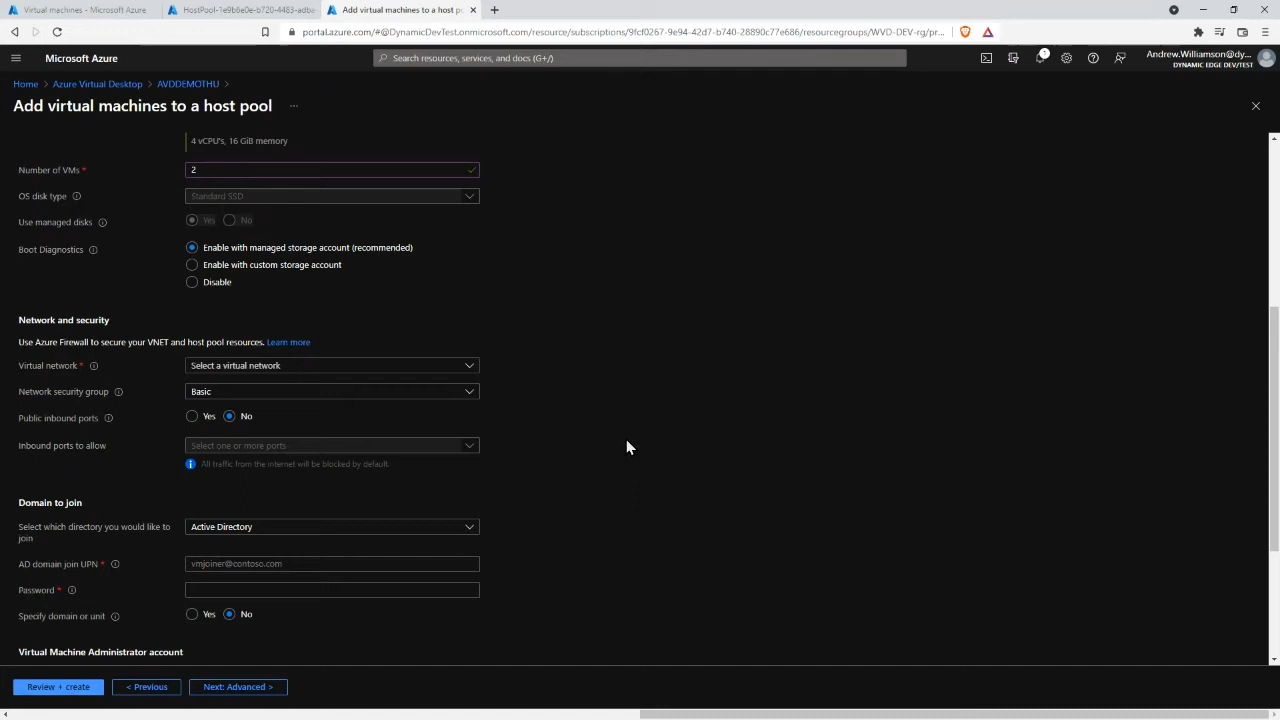 Virtual machines - Microsoft Azure
HostPool-1e9b6e0e-b720-4483-adba
Add virtual machines to a host po
portal.azure.com/#@DynamicDevTest.onmicrosoft.com/resource/subscriptions/9fcf0267-9e94-42d7-b740-28890c77e686/resourcegroups/WVD-DEV-rg/pr...
Microsoft Azure
Search resources, services, and docs (G+/)
1
Andrew.Williamson@dy...
DYNAMIC EDGE DEV/TEST
Home > Azure Virtual Desktop > AVDDEMOTHU >
Add virtual machines to a host pool ...
4 vCPU's, 16 GiB memory
Number of VMs * 2
OS disk type Standard SSD
Use managed disks Yes No
Boot Diagnostics Enable with managed storage account (recommended)
Enable with custom storage account
Disable
Network and security
Use Azure Firewall to secure your VNET and host pool resources. Learn more
Virtual network * Select a virtual network
Network security group Basic
Public inbound ports Yes No
Inbound ports to allow Select one or more ports
All traffic from the internet will be blocked by default.
Domain to join
Select which directory you would like to Active Directory
join
AD domain join UPN * vmjoiner@contoso.com
Password *
Specify domain or unit Yes No
Virtual Machine Administrator account
Review + create < Previous Next: Advanced >